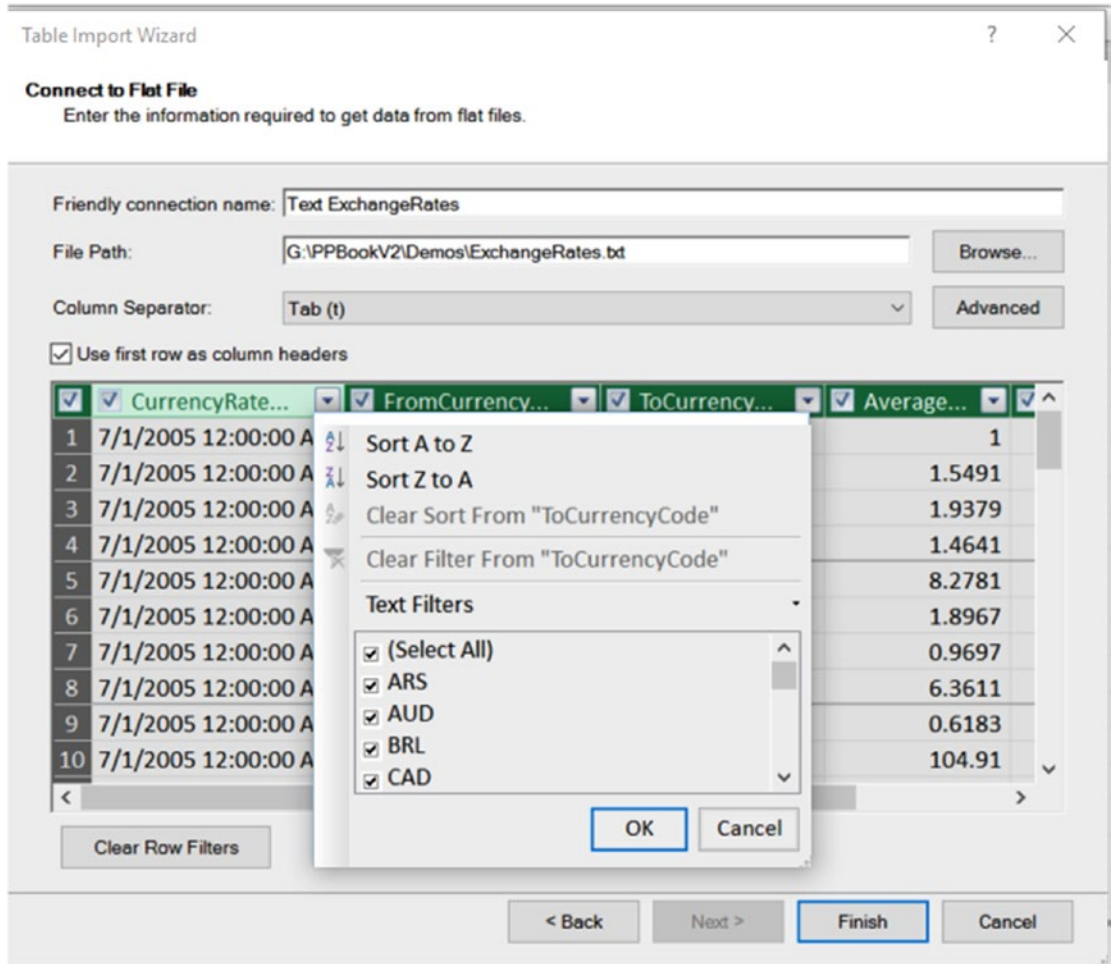 Table Import Wizard ?
Connect to Flat File
Enter the information required to get data from flat files.
Friendly connection name: Text ExchangeRates
File Path: G:\PPBookV2\Demos\ExchangeRates.txt Browse...
Column Separator: Tab (t) Advanced
Use first row as column headers
CurrencyRate... FromCurrency... ToCurrency... Average...
1 7/1/2005 12:00:00 A 1
2 7/1/2005 12:00:00 A 1.5491
3 7/1/2005 12:00:00 A 1.9379
4 7/1/2005 12:00:00 A 1.4641
5 7/1/2005 12:00:00 A 8.2781
6 7/1/2005 12:00:00 A 1.8967
7 7/1/2005 12:00:00 A 0.9697
8 7/1/2005 12:00:00 A 6.3611
9 7/1/2005 12:00:00 A 0.6183
10 7/1/2005 12:00:00 A 104.91
Sort A to Z
Sort Z to A
Clear Sort From "ToCurrencyCode"
Clear Filter From "ToCurrencyCode"
Text Filters
(Select All)
ARS
AUD
BRL
CAD
OK Cancel
Clear Row Filters
< Back Next > Finish Cancel